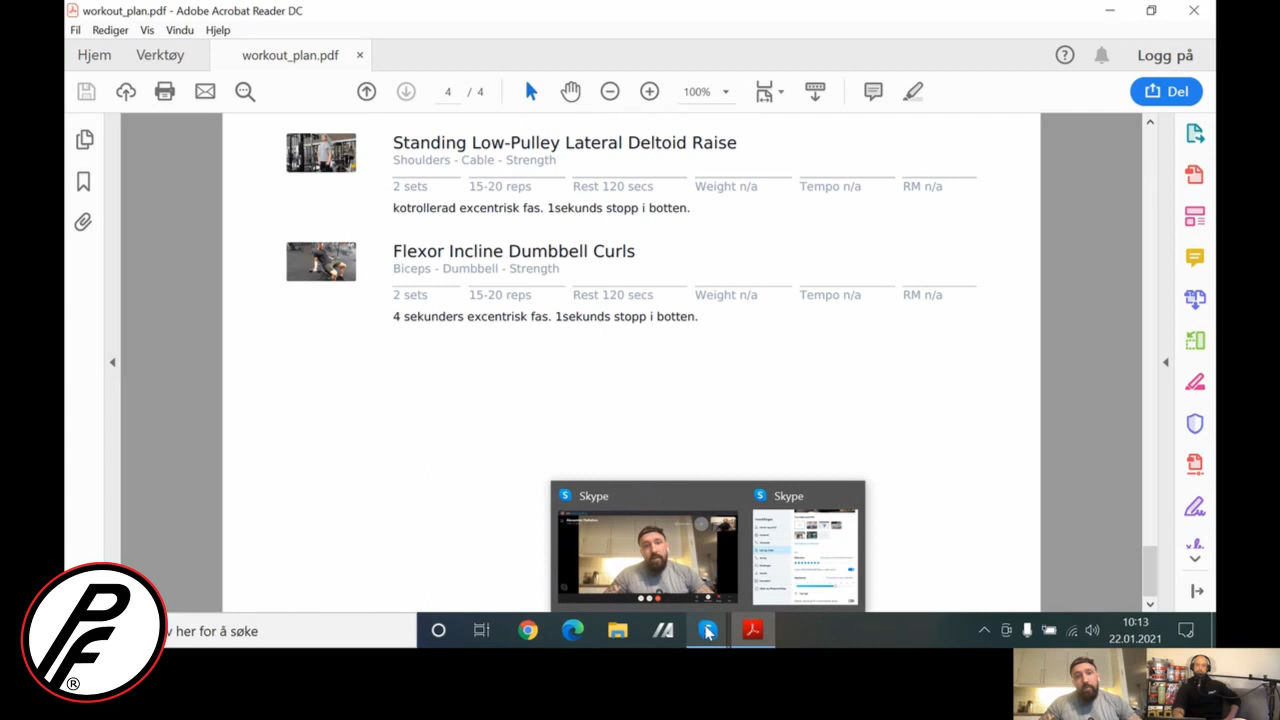 workout_plan.pdf - Adobe Acrobat Reader DC
Fil Rediger Vis Vindu Hjelp
Hjem Verktøy workout_plan.pdf × Logg på
4 / 4 100% Del
Standing Low-Pulley Lateral Deltoid Raise
Shoulders - Cable - Strength
2 sets 15-20 reps Rest 120 secs Weight n/a Tempo n/a RM n/a
kotrollerad excentrisk fas. 1sekunds stopp i botten.
Flexor Incline Dumbbell Curls
Biceps - Dumbbell - Strength
2 sets 15-20 reps Rest 120 secs Weight n/a Tempo n/a RM n/a
4 sekunders excentrisk fas. 1sekunds stopp i botten.
Skype Skype
PF ®
v her for å søke
10:13
22.01.2021